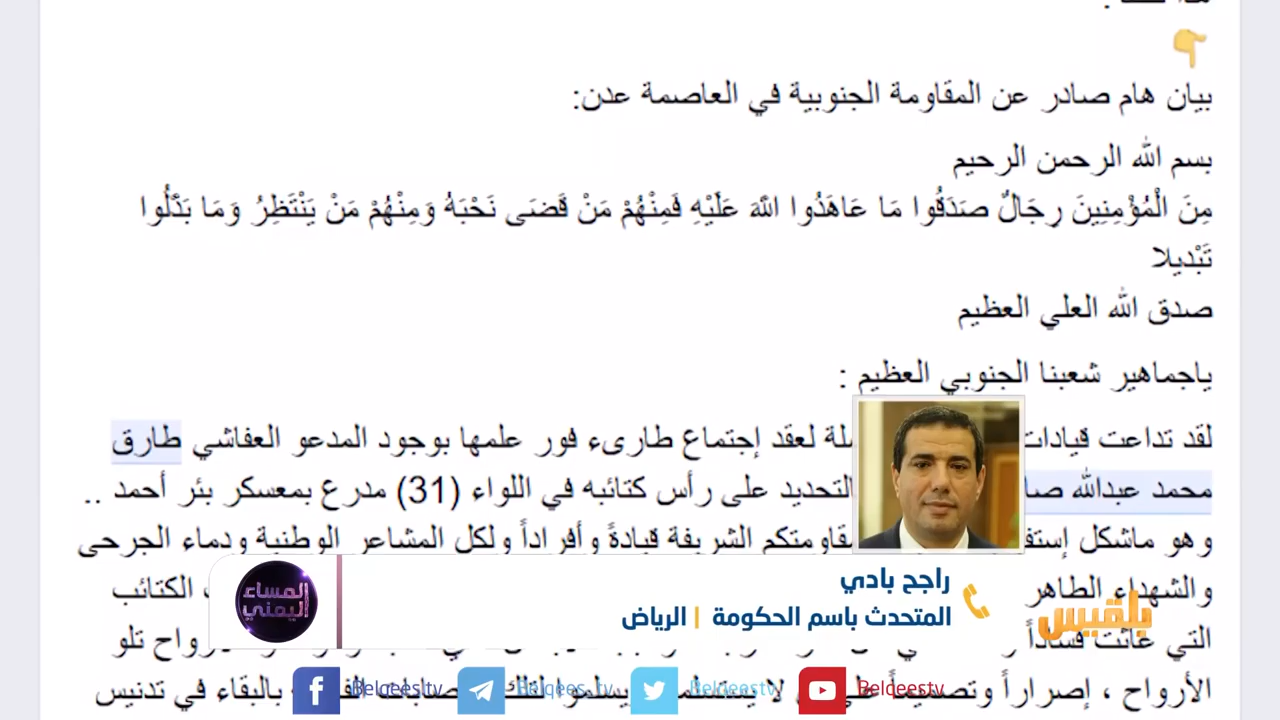 بيان هام صادر عن المقاومة الجنوبية في العاصمة عدن:
بسم الله الرحمن الرحيم
مِنَ الْمُؤْمِنِينَ رِجَالٌ صَدَقُوا مَا عَاهَدُوا اللَّهَ عَلَيْهِ فَمِنْهُمْ مَنْ قَضَى نَحْبَهُ وَمِنْهُمْ مَنْ يَنْتَظِرُ وَمَا بَدَّلُوا
تَبْدِيلا
صدق الله العلي العظيم
ياجماهير شعبنا الجنوبي العظيم :
لقد تداعت قيادات لعقد إجتماع طارىء فور علمها بوجود المدعو العفاشي طارق
محمد عبدالله التحديد على رأس كتائبه في اللواء (31) مدرع بمعسكر بئر أحمد ..
وهو ماشكل الشريفة قيادةً وأفراداً ولكل المشاعر الوطنية ودماء الجرحى
والشهداء الكتائب
التي تلو
الأرواح ، إصراراً بالبقاء في تدنيس
راجح بادي
المتحدث باسم الحكومة | الرياض
المساء
اليمني
بلقيس
Belqeestv
Belqees_tv
Belqeestv
Belqeestv